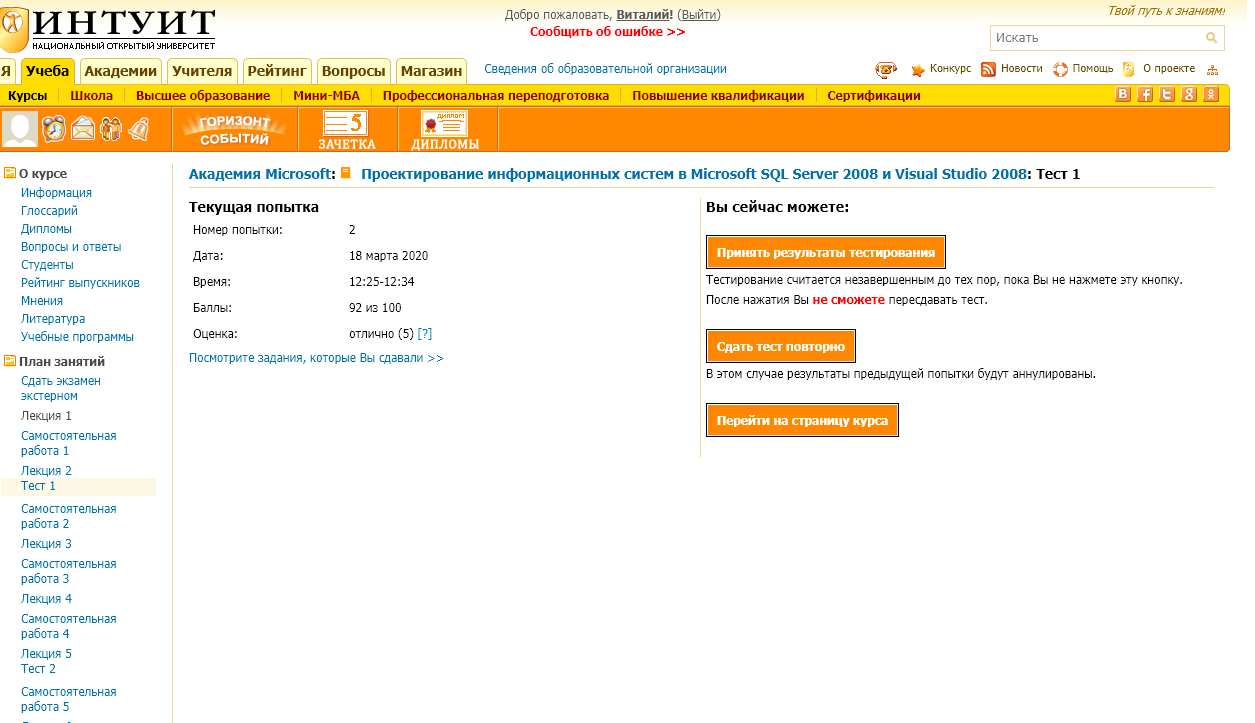 ИНТУИТ
НАЦИОНАЛЬНЫЙ ОТКРЫТЫЙ УНИВЕРСИТЕТ
Добро пожаловать, Виталий! (Выйти)
Сообщить об ошибке >>
Твой путь к знаниям!
Искать
Я Учеба Академии Учителя Рейтинг Вопросы Магазин Сведения об образовательной организации Конкурс Новости Помощь О проекте
Курсы Школа Высшее образование Мини-МБА Профессиональная переподготовка Повышение квалификации Сертификации
ГОРИЗОНТ СОБЫТИЙ
5
ЗАЧЕТКА
ДИПЛОМ
ДИПЛОМЫ
О курсе
Информация
Глоссарий
Дипломы
Вопросы и ответы
Студенты
Рейтинг выпускников
Мнения
Литература
Учебные программы
План занятий
Сдать экзамен
экстерном
Лекция 1
Самостоятельная
работа 1
Лекция 2
Тест 1
Самостоятельная
работа 2
Лекция 3
Самостоятельная
работа 3
Лекция 4
Самостоятельная
работа 4
Лекция 5
Тест 2
Самостоятельная
работа 5
Академия Microsoft: Проектирование информационных систем в Microsoft SQL Server 2008 и Visual Studio 2008: Тест 1
Текущая попытка
Номер попытки: 2
Дата: 18 марта 2020
Время: 12:25-12:34
Баллы: 92 из 100
Оценка: отлично (5) [?]
Посмотрите задания, которые Вы сдавали >>
Вы сейчас можете:
Принять результаты тестирования
Тестирование считается незавершенным до тех пор, пока Вы не нажмете эту кнопку.
После нажатия Вы не сможете пересдавать тест.
Сдать тест повторно
В этом случае результаты предыдущей попытки будут аннулированы.
Перейти на страницу курса